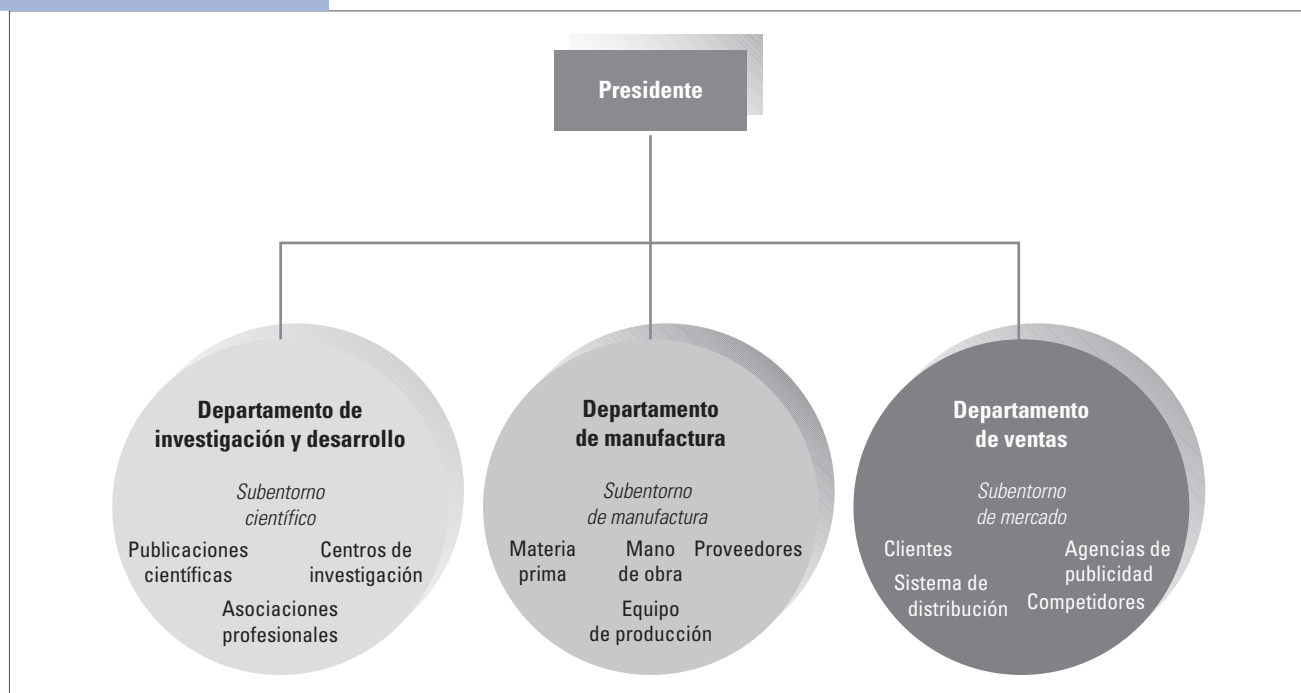 Presidente
Departamento de
investigación y desarrollo
Subentorno
científico
Publicaciones
científicas
Centros de
investigación
Asociaciones
profesionales
Departamento
de manufactura
Subentorno
de manufactura
Materia
prima
Mano
de obra
Proveedores
Equipo
de producción
Departamento
de ventas
Subentorno
de mercado
Clientes
Agencias de
publicidad
Sistema de
distribución
Competidores